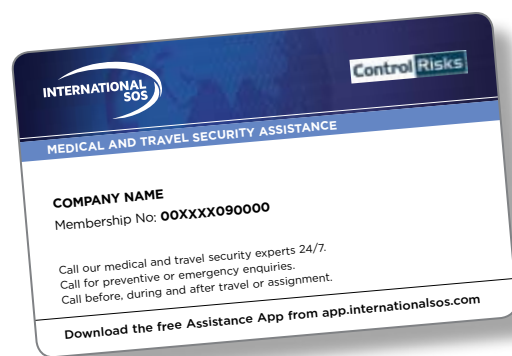 INTERNATIONAL
SOS
Control Risks
MEDICAL AND TRAVEL SECURITY ASSISTANCE
COMPANY NAME
Membership No: 00XXXX090000
Call our medical and travel security experts 24/7.
Call for preventive or emergency enquiries.
Call before, during and after travel or assignment.
Download the free Assistance App from app.internationalsos.com